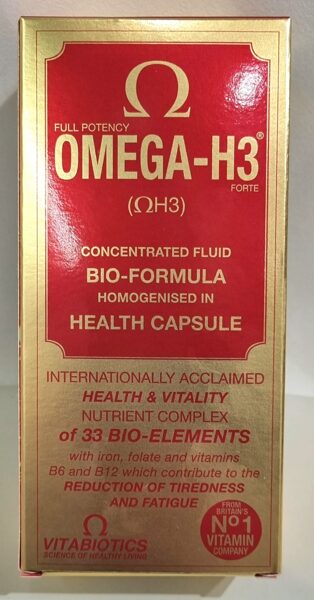 Ω
FULL POTENCY
OMEGA-H3®
FORTE
(ΩH3)
CONCENTRATED FLUID
BIO-FORMULA
HOMOGENISED IN
HEALTH CAPSULE
INTERNATIONALLY ACCLAIMED
HEALTH & VITALITY
NUTRIENT COMPLEX
of 33 BIO-ELEMENTS
with iron, folate and vitamins
B6 and B12 which contribute to the
REDUCTION OF TIREDNESS
AND FATIGUE
Ω
VITABIOTICS
SCIENCE OF HEALTHY LIVING
FROM
BRITAIN'S
No1
VITAMIN
COMPANY